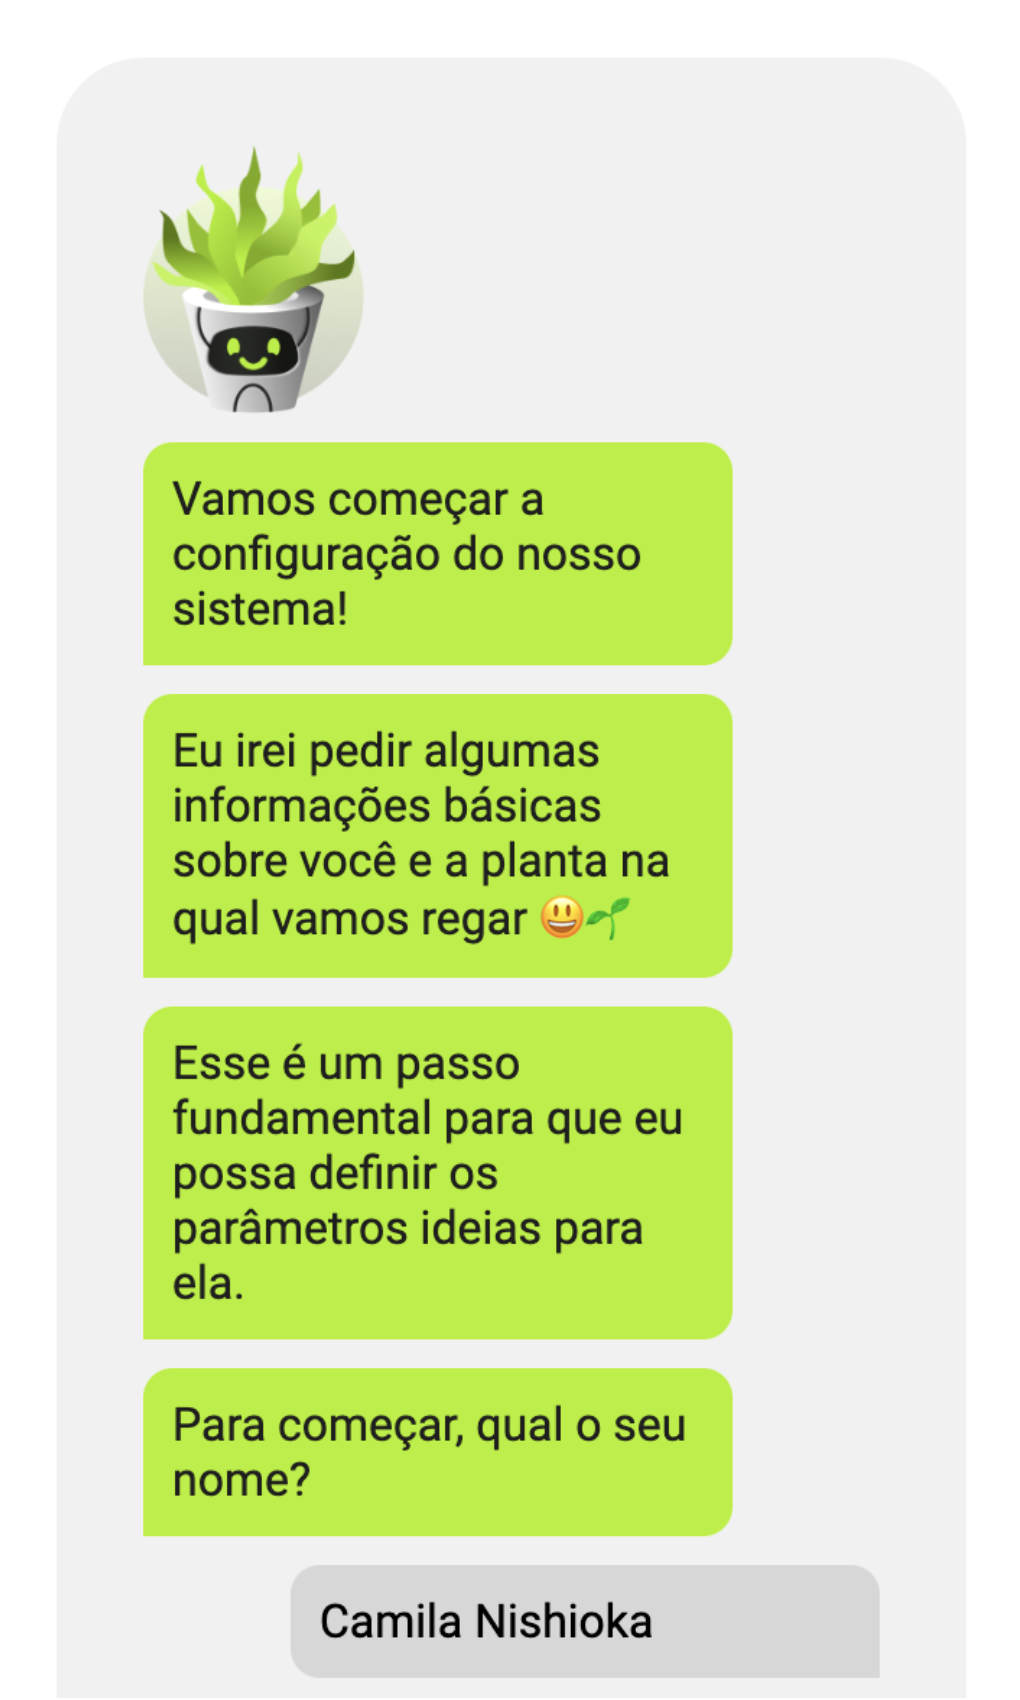 Vamos começar a
configuração do nosso
sistema!
Eu irei pedir algumas
informações básicas
sobre você e a planta na
qual vamos regar 😃🌱
Esse é um passo
fundamental para que eu
possa definir os
parâmetros ideias para
ela.
Para começar, qual o seu
nome?
Camila Nishioka